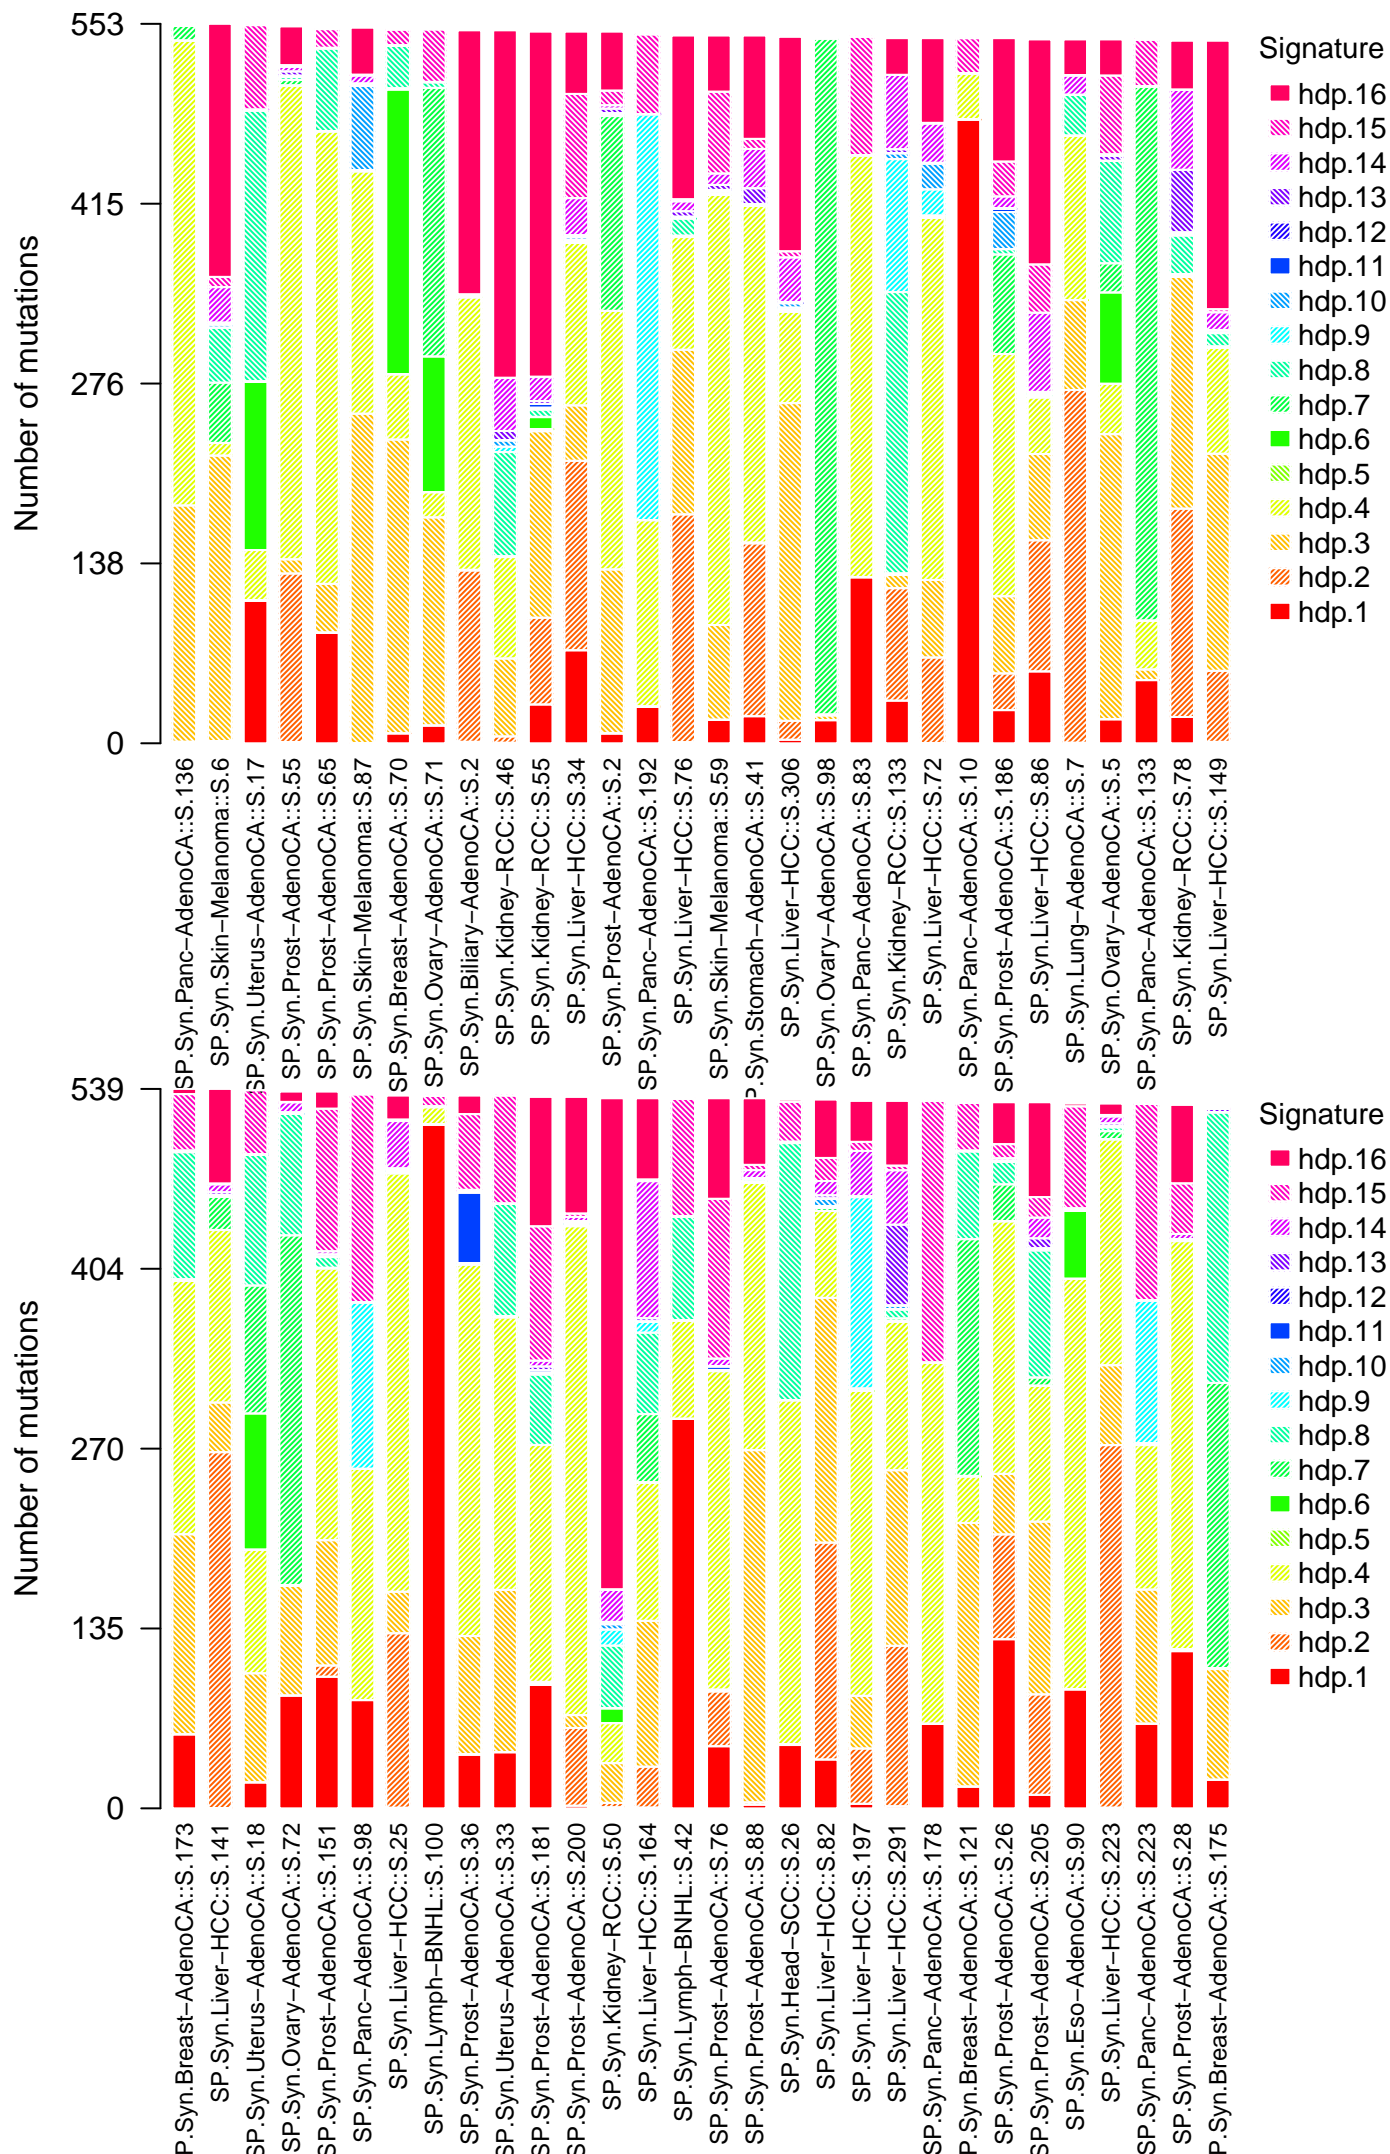 Number of mutations
553
415
276
138
0
SP.Syn.Panc−AdenoCA::S.136
SP.Syn.Skin−Melanoma::S.6
SP.Syn.Uterus−AdenoCA::S.17
SP.Syn.Prost−AdenoCA::S.55
SP.Syn.Prost−AdenoCA::S.65
SP.Syn.Skin−Melanoma::S.87
SP.Syn.Breast−AdenoCA::S.70
SP.Syn.Ovary−AdenoCA::S.71
SP.Syn.Biliary−AdenoCA::S.2
SP.Syn.Kidney−RCC::S.46
SP.Syn.Kidney−RCC::S.55
SP.Syn.Liver−HCC::S.34
SP.Syn.Prost−AdenoCA::S.2
SP.Syn.Panc−AdenoCA::S.192
SP.Syn.Liver−HCC::S.76
SP.Syn.Skin−Melanoma::S.59
P.Syn.Stomach−AdenoCA::S.41
SP.Syn.Liver−HCC::S.306
SP.Syn.Ovary−AdenoCA::S.98
SP.Syn.Panc−AdenoCA::S.83
SP.Syn.Kidney−RCC::S.133
SP.Syn.Liver−HCC::S.72
SP.Syn.Panc−AdenoCA::S.10
SP.Syn.Prost−AdenoCA::S.186
SP.Syn.Liver−HCC::S.86
SP.Syn.Lung−AdenoCA::S.7
SP.Syn.Ovary−AdenoCA::S.5
SP.Syn.Panc−AdenoCA::S.133
SP.Syn.Kidney−RCC::S.78
SP.Syn.Liver−HCC::S.149
Signature
hdp.16
hdp.15
hdp.14
hdp.13
hdp.12
hdp.11
hdp.10
hdp.9
hdp.8
hdp.7
hdp.6
hdp.5
hdp.4
hdp.3
hdp.2
hdp.1
Number of mutations
539
404
270
135
0
SP.Syn.Breast−AdenoCA::S.173
SP.Syn.Liver−HCC::S.141
SP.Syn.Uterus−AdenoCA::S.18
SP.Syn.Ovary−AdenoCA::S.72
SP.Syn.Prost−AdenoCA::S.151
SP.Syn.Panc−AdenoCA::S.98
SP.Syn.Liver−HCC::S.25
SP.Syn.Lymph−BNHL::S.100
SP.Syn.Prost−AdenoCA::S.36
SP.Syn.Uterus−AdenoCA::S.33
SP.Syn.Prost−AdenoCA::S.181
SP.Syn.Prost−AdenoCA::S.200
SP.Syn.Kidney−RCC::S.50
SP.Syn.Liver−HCC::S.164
SP.Syn.Lymph−BNHL::S.42
SP.Syn.Prost−AdenoCA::S.76
SP.Syn.Prost−AdenoCA::S.88
SP.Syn.Head−SCC::S.26
SP.Syn.Liver−HCC::S.82
SP.Syn.Liver−HCC::S.197
SP.Syn.Liver−HCC::S.291
SP.Syn.Panc−AdenoCA::S.178
SP.Syn.Breast−AdenoCA::S.121
SP.Syn.Prost−AdenoCA::S.26
SP.Syn.Prost−AdenoCA::S.205
SP.Syn.Eso−AdenoCA::S.90
SP.Syn.Liver−HCC::S.223
SP.Syn.Panc−AdenoCA::S.223
SP.Syn.Prost−AdenoCA::S.28
SP.Syn.Breast−AdenoCA::S.175
Signature
hdp.16
hdp.15
hdp.14
hdp.13
hdp.12
hdp.11
hdp.10
hdp.9
hdp.8
hdp.7
hdp.6
hdp.5
hdp.4
hdp.3
hdp.2
hdp.1